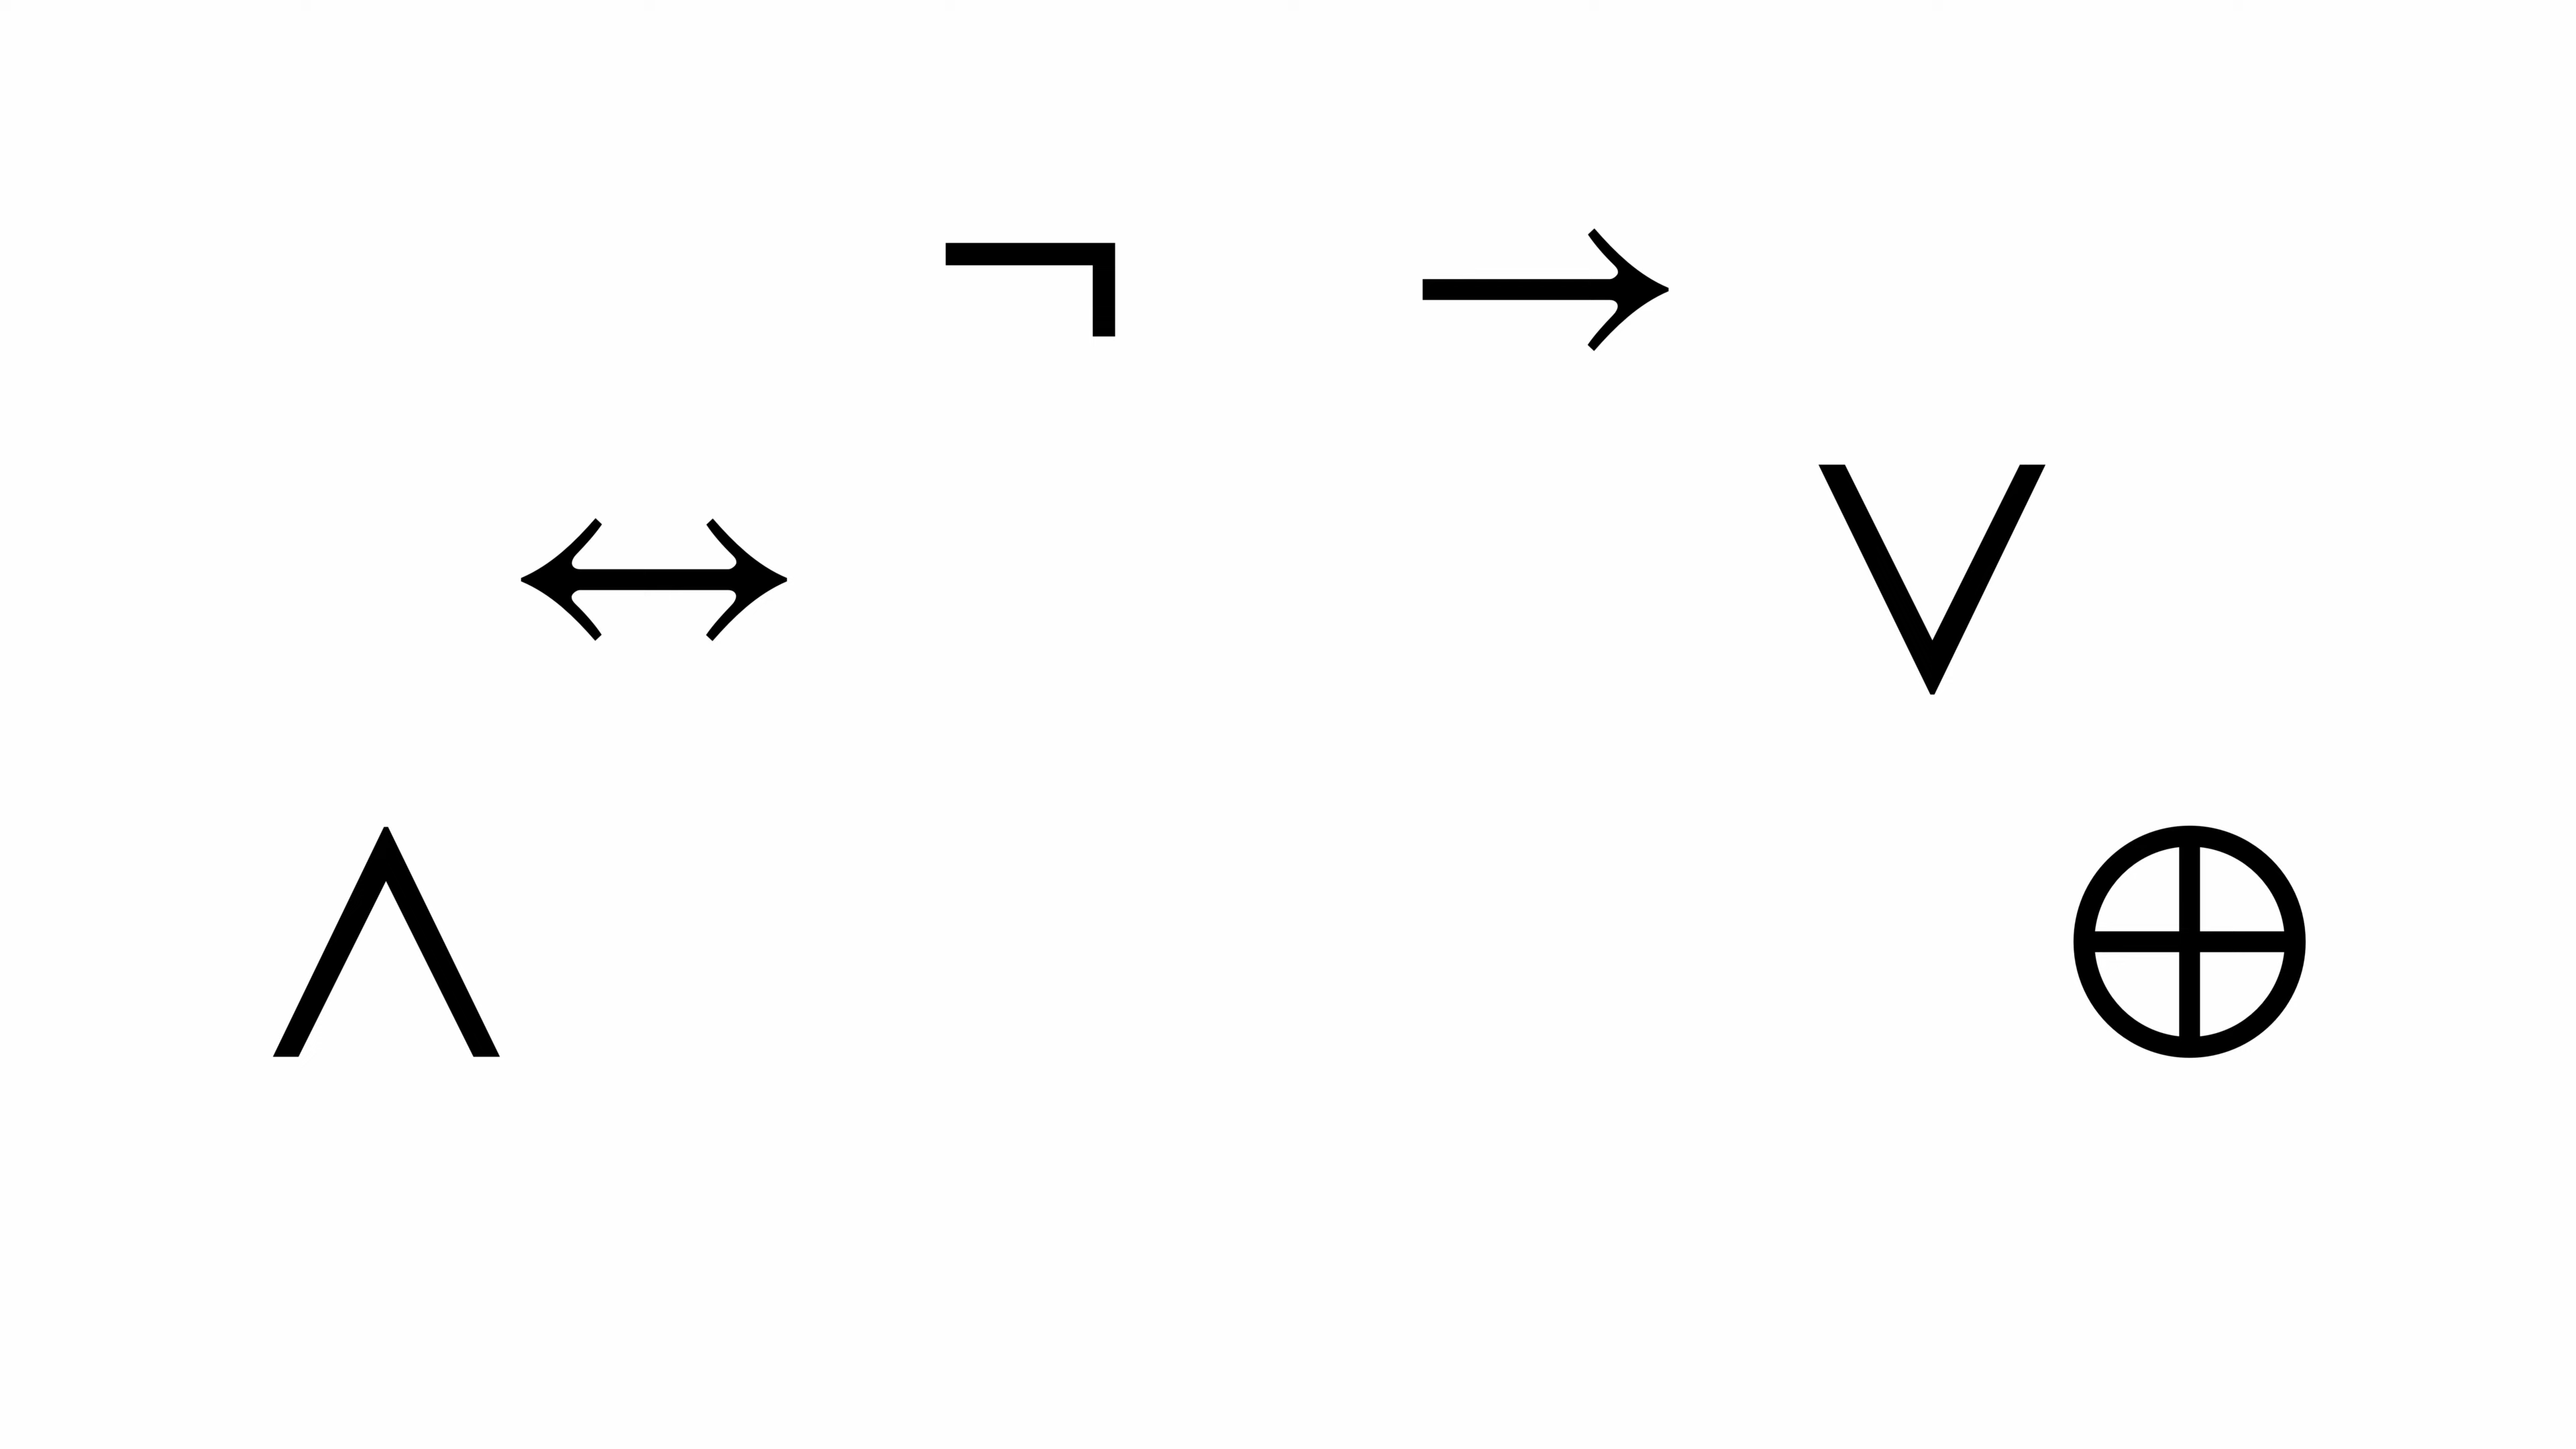 ¬ →
↔ ∨
∧ ⊕